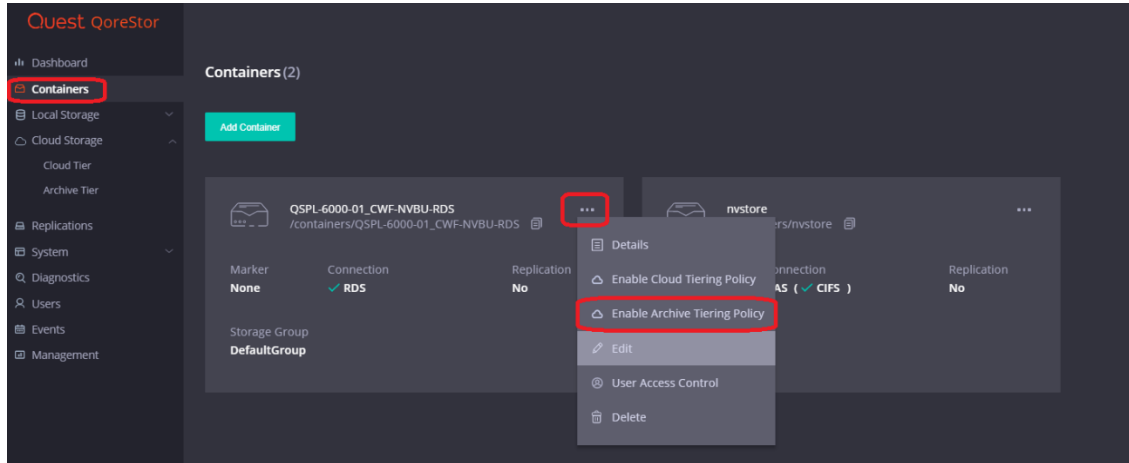 Quest QoreStor
Dashboard
Containers
Local Storage
Cloud Storage
Cloud Tier
Archive Tier
Replications
System
Diagnostics
Users
Events
Management
Containers (2)
Add Container
QSPL-6000-01_CWF-NVBU-RDS
/containers/QSPL-6000-01_CWF-NVBU-RDS
Marker Connection Replication
None RDS No
Storage Group
DefaultGroup
Details
Enable Cloud Tiering Policy
Enable Archive Tiering Policy
Edit
User Access Control
Delete
nvstore
ers/nvstore
onnection Replication
AS ( ✓ CIFS ) No